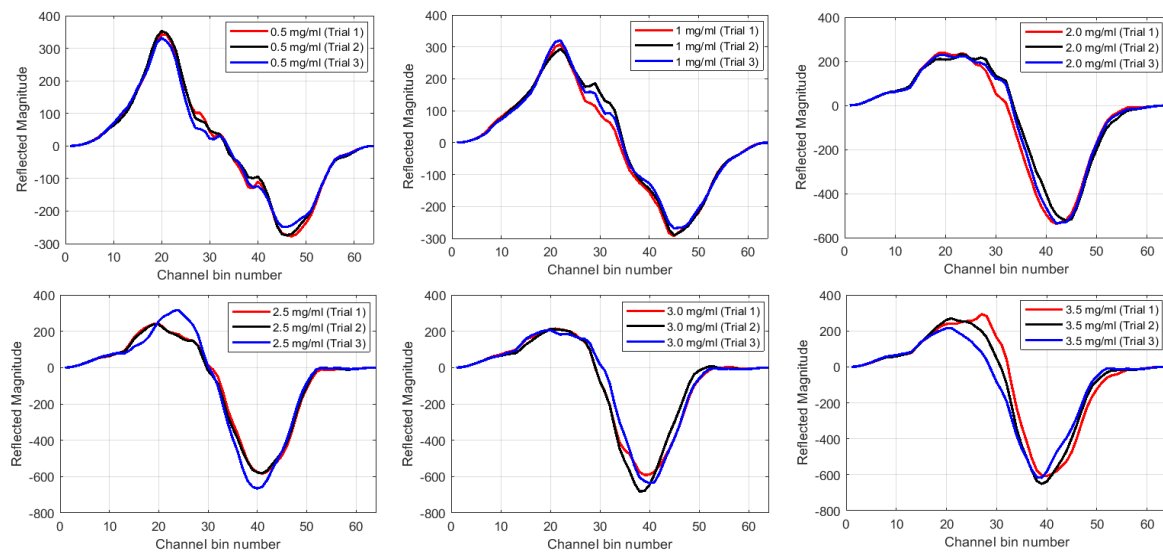 400
300
200
100
0
-100
-200
-300
0 10 20 30 40 50 60
Reflected Magnitude
Channel bin number
0.5 mg/ml (Trial 1)
0.5 mg/ml (Trial 2)
0.5 mg/ml (Trial 3)
400
300
200
100
0
-100
-200
-300
0 10 20 30 40 50 60
Reflected Magnitude
Channel bin number
1 mg/ml (Trial 1)
1 mg/ml (Trial 2)
1 mg/ml (Trial 3)
400
200
0
-200
-400
-600
0 10 20 30 40 50 60
Reflected Magnitude
Channel bin number
2.0 mg/ml (Trial 1)
2.0 mg/ml (Trial 2)
2.0 mg/ml (Trial 3)
400
200
0
-200
-400
-600
-800
0 10 20 30 40 50 60
Reflected Magnitude
Channel bin number
2.5 mg/ml (Trial 1)
2.5 mg/ml (Trial 2)
2.5 mg/ml (Trial 3)
400
200
0
-200
-400
-600
-800
0 10 20 30 40 50 60
Reflected Magnitude
Channel bin number
3.0 mg/ml (Trial 1)
3.0 mg/ml (Trial 2)
3.0 mg/ml (Trial 3)
400
200
0
-200
-400
-600
-800
0 10 20 30 40 50 60
Reflected Magnitude
Channel bin number
3.5 mg/ml (Trial 1)
3.5 mg/ml (Trial 2)
3.5 mg/ml (Trial 3)